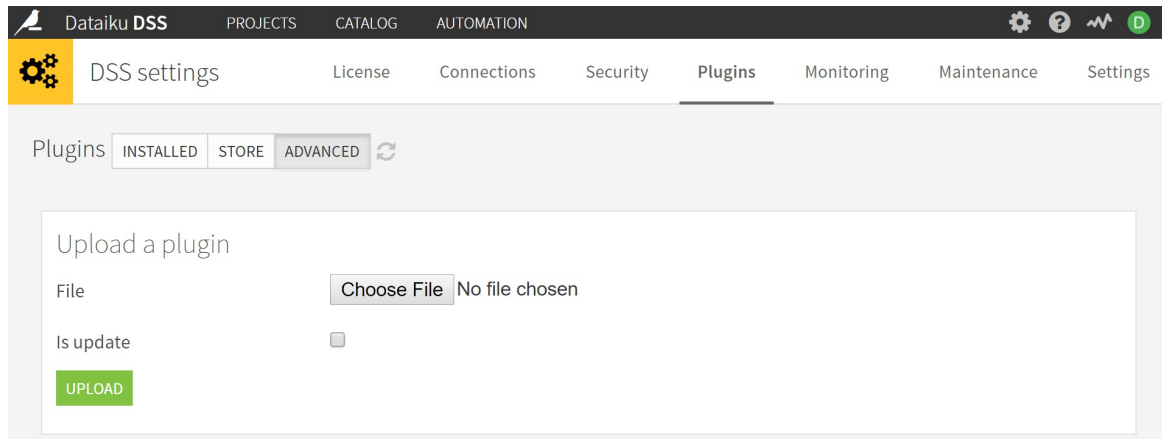 Dataiku DSS PROJECTS CATALOG AUTOMATION D
DSS settings License Connections Security Plugins Monitoring Maintenance Settings
Plugins INSTALLED STORE ADVANCED
Upload a plugin
File Choose File No file chosen
Is update
UPLOAD